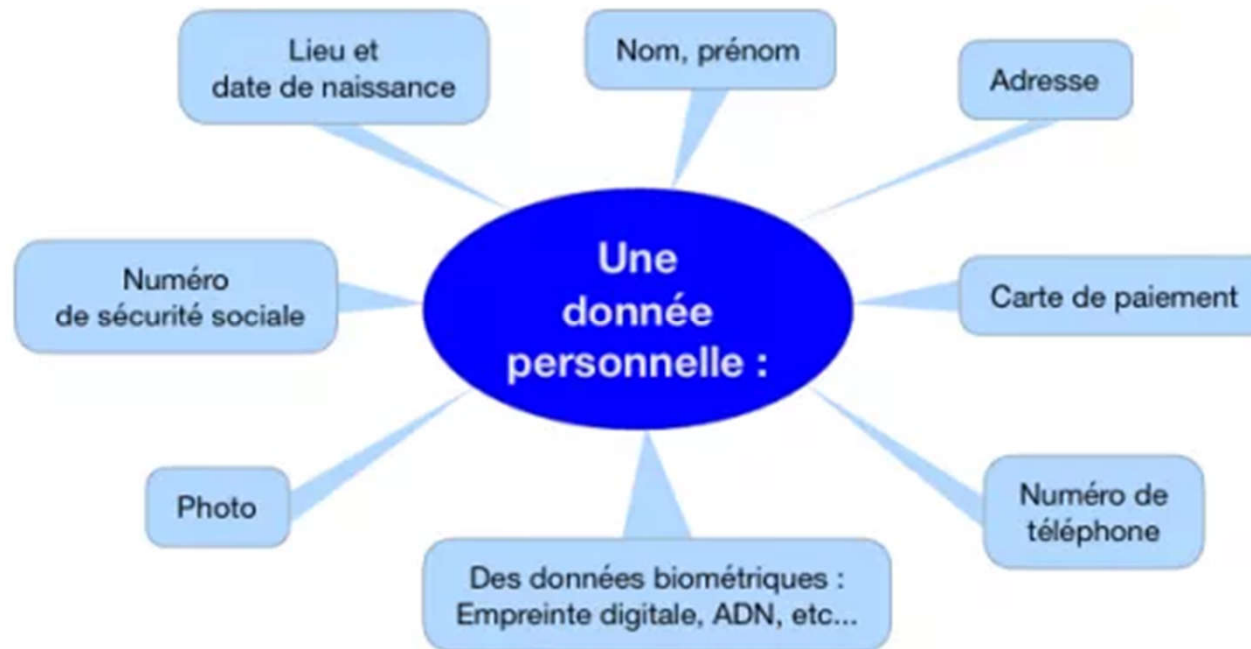 Lieu et
date de naissance
Nom, prénom
Adresse
Une
donnée
personnelle :
Numéro
de sécurité sociale
Carte de paiement
Photo
Des données biométriques :
Empreinte digitale, ADN, etc...
Numéro de
téléphone